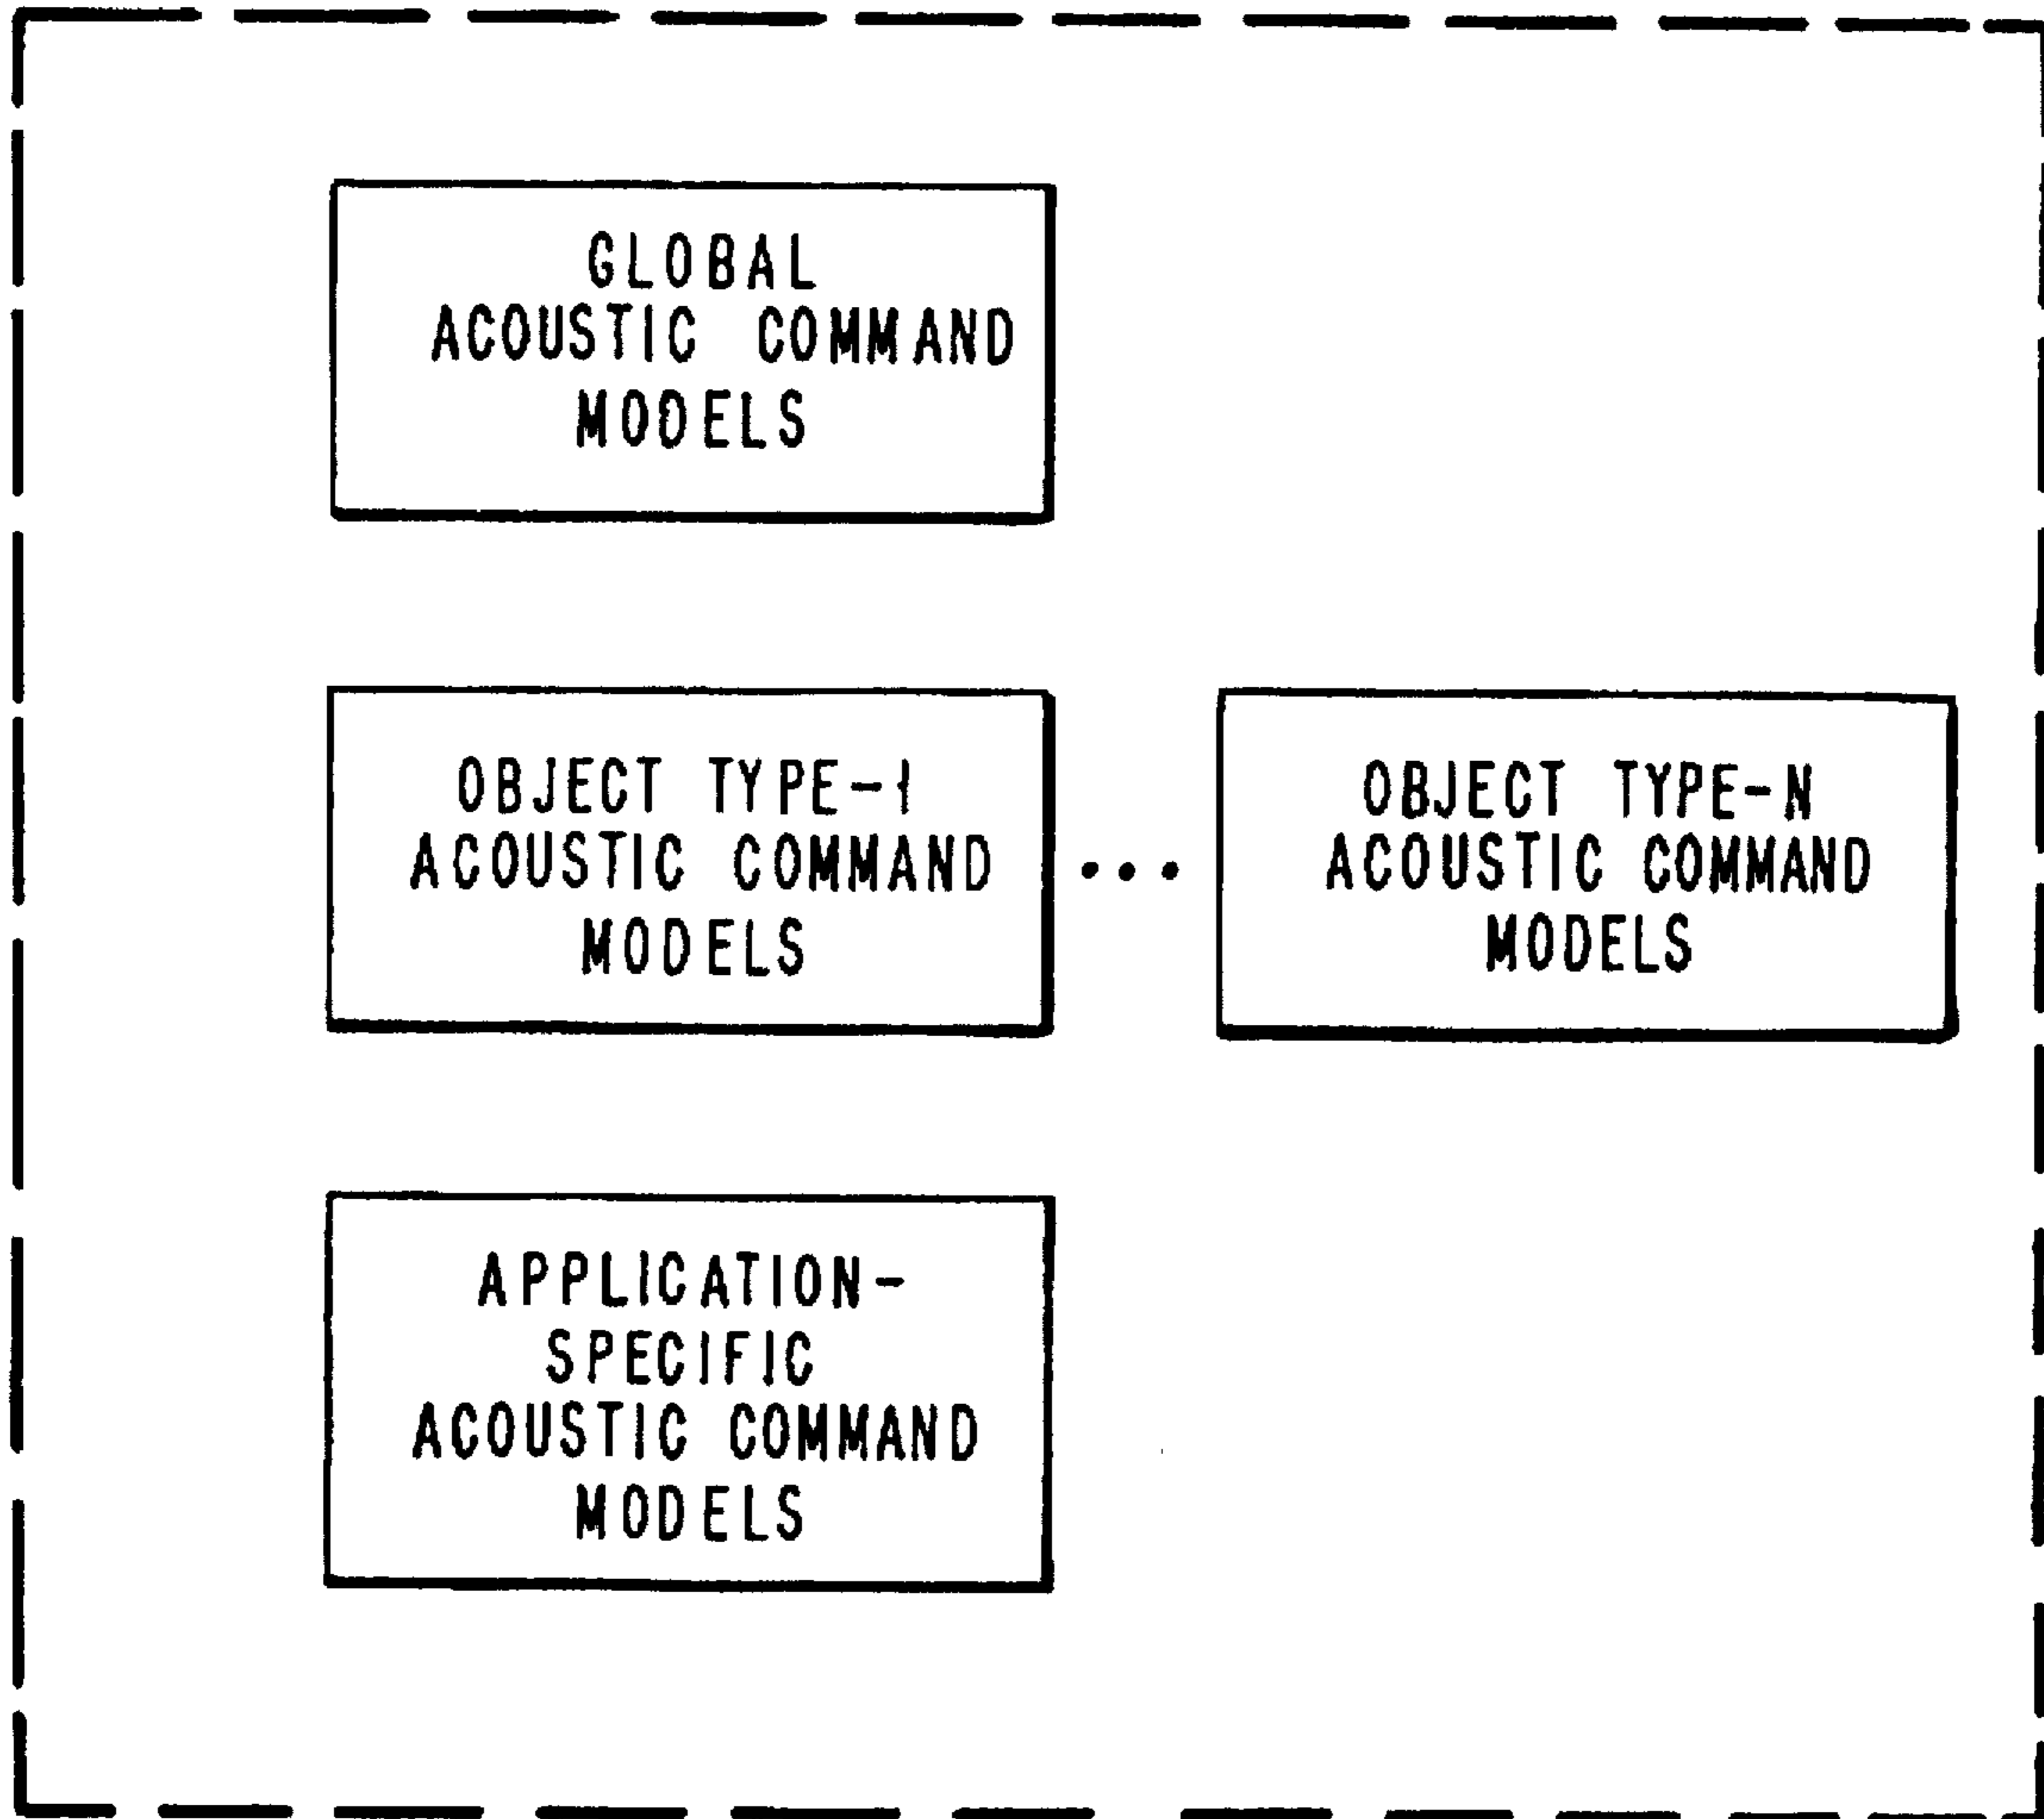 GLOBAL
ACOUSTIC COMMAND
MODELS
OBJECT TYPE-1
ACOUSTIC COMMAND
MODELS
...
OBJECT TYPE-N
ACOUSTIC COMMAND
MODELS
APPLICATION-
SPECIFIC
ACOUSTIC COMMAND
MODELS